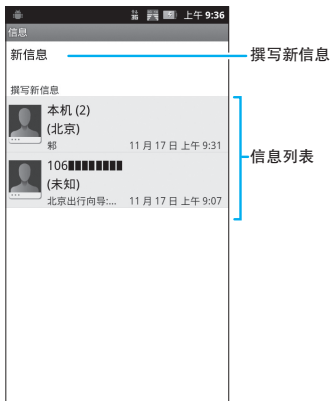 3G 上午 9:36
信息
新信息
撰写新信息
撰写新信息
本机 (2)
(北京)
邾 11 月 17 日 上午 9:31
信息列表
106
(未知)
北京出行向导:... 11 月 17 日 上午 9:07